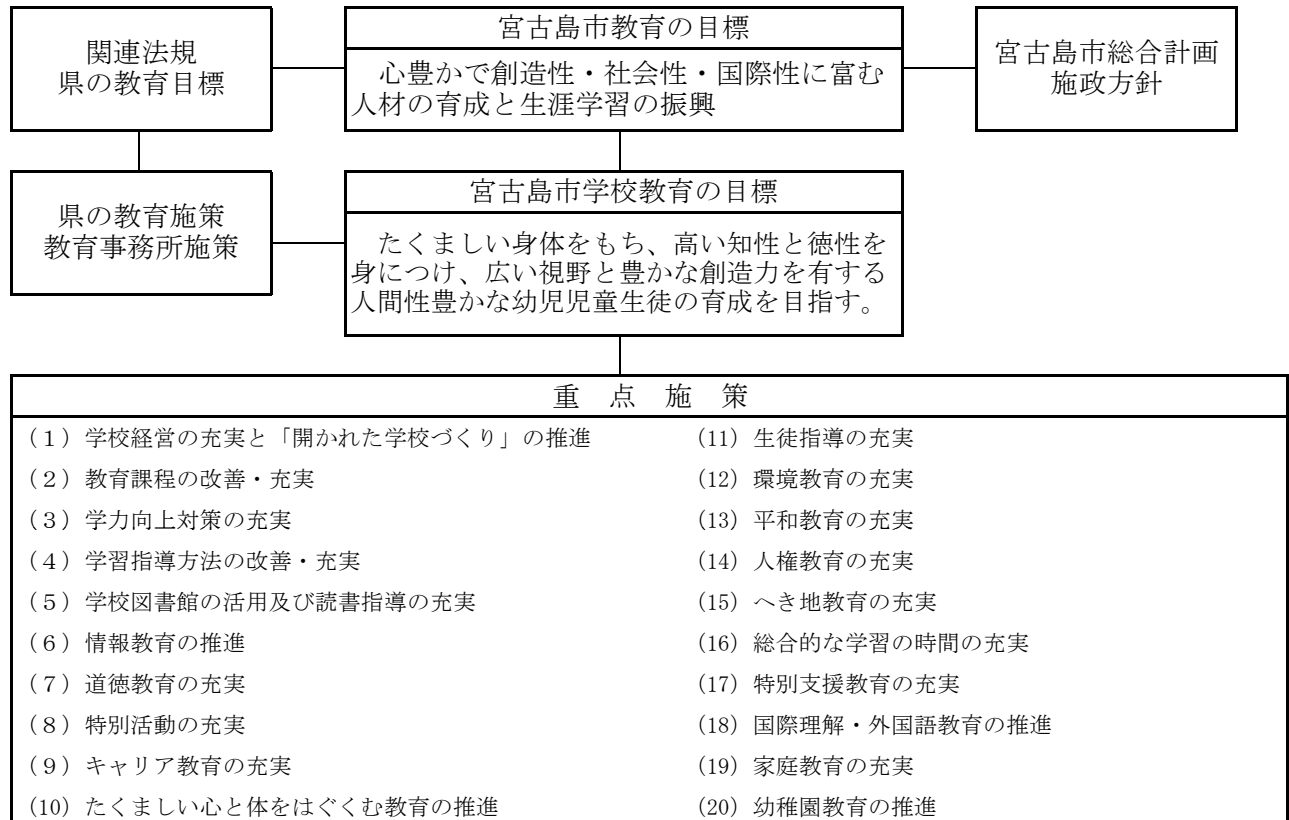 関連法規
県の教育目標
宮古島市教育の目標
心豊かで創造性・社会性・国際性に富む
人材の育成と生涯学習の振興
宮古島市総合計画
施政方針
県の教育施策
教育事務所施策
宮古島市学校教育の目標
たくましい身体をもち、高い知性と徳性を
身につけ、広い視野と豊かな創造力を有する
人間性豊かな幼児児童生徒の育成を目指す。
重点施策
(1) 学校経営の充実と「開かれた学校づくり」の推進
(2) 教育課程の改善・充実
(3) 学力向上対策の充実
(4) 学習指導方法の改善・充実
(5) 学校図書館の活用及び読書指導の充実
(6) 情報教育の推進
(7) 道徳教育の充実
(8) 特別活動の充実
(9) キャリア教育の充実
(10) たくましい心と体をはぐくむ教育の推進
(11) 生徒指導の充実
(12) 環境教育の充実
(13) 平和教育の充実
(14) 人権教育の充実
(15) へき地教育の充実
(16) 総合的な学習の時間の充実
(17) 特別支援教育の充実
(18) 国際理解・外国語教育の推進
(19) 家庭教育の充実
(20) 幼稚園教育の推進